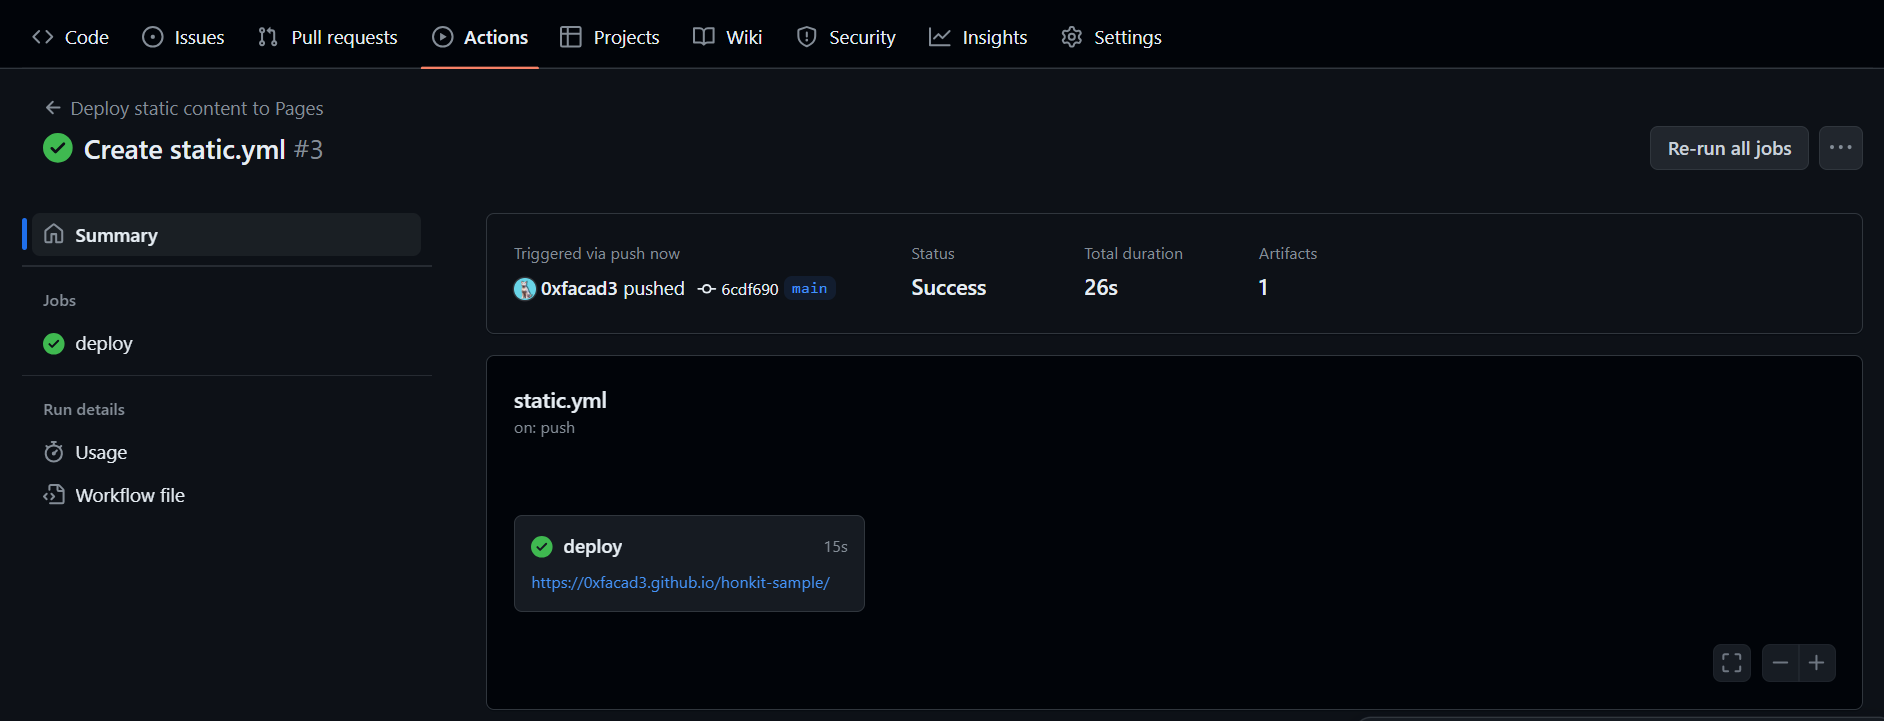 Code Issues Pull requests Actions Projects Wiki Security Insights Settings
Deploy static content to Pages
Create static.yml #3
Re-run all jobs
Summary
Jobs
deploy
Run details
Usage
Workflow file
Triggered via push now
0xfacad3 pushed 6cdf690 main
Status
Success
Total duration
26s
Artifacts
1
static.yml
on: push
deploy 15s
https://0xfacad3.github.io/honkit-sample/